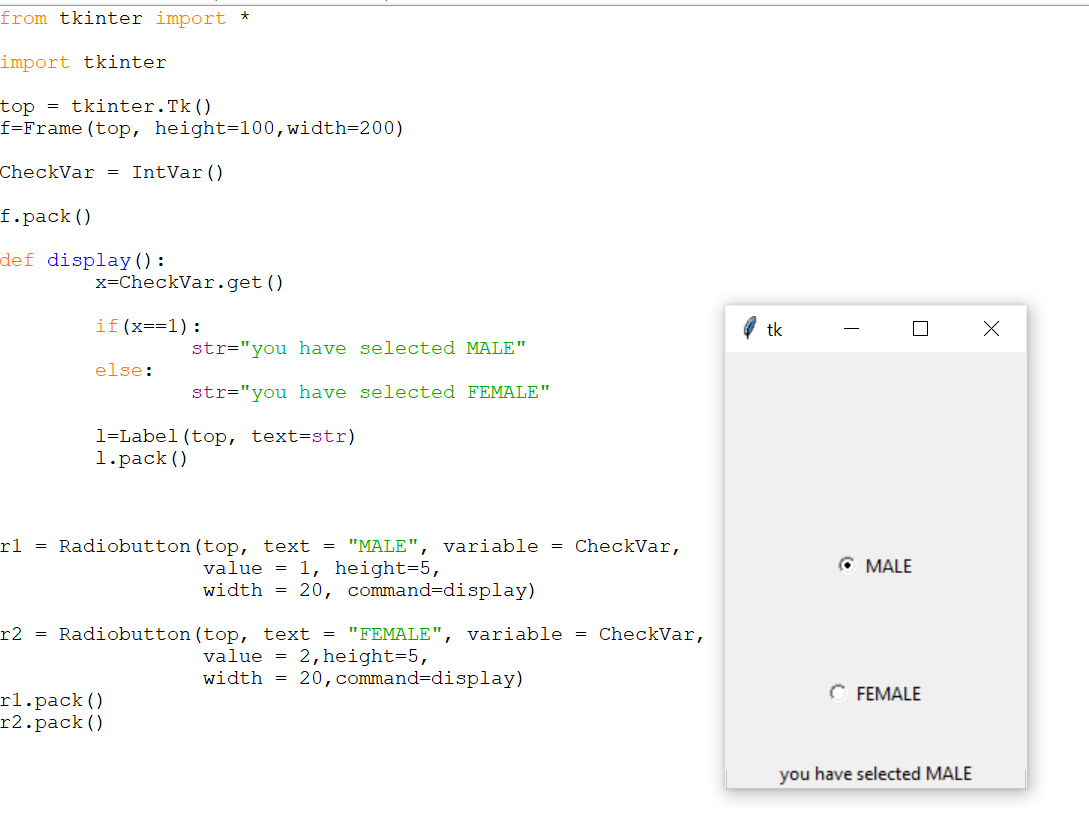 from tkinter import *
import tkinter
top = tkinter.Tk()
f=Frame(top, height=100,width=200)
CheckVar = IntVar()
f.pack()
def display():
        x=CheckVar.get()
        if(x==1):
                str="you have selected MALE"
        else:
                str="you have selected FEMALE"
        l=Label(top, text=str)
        l.pack()
r1 = Radiobutton(top, text = "MALE", variable = CheckVar,
                 value = 1, height=5,
                 width = 20, command=display)
r2 = Radiobutton(top, text = "FEMALE", variable = CheckVar,
                 value = 2,height=5,
                 width = 20,command=display)
r1.pack()
r2.pack()
tk
MALE
FEMALE
you have selected MALE